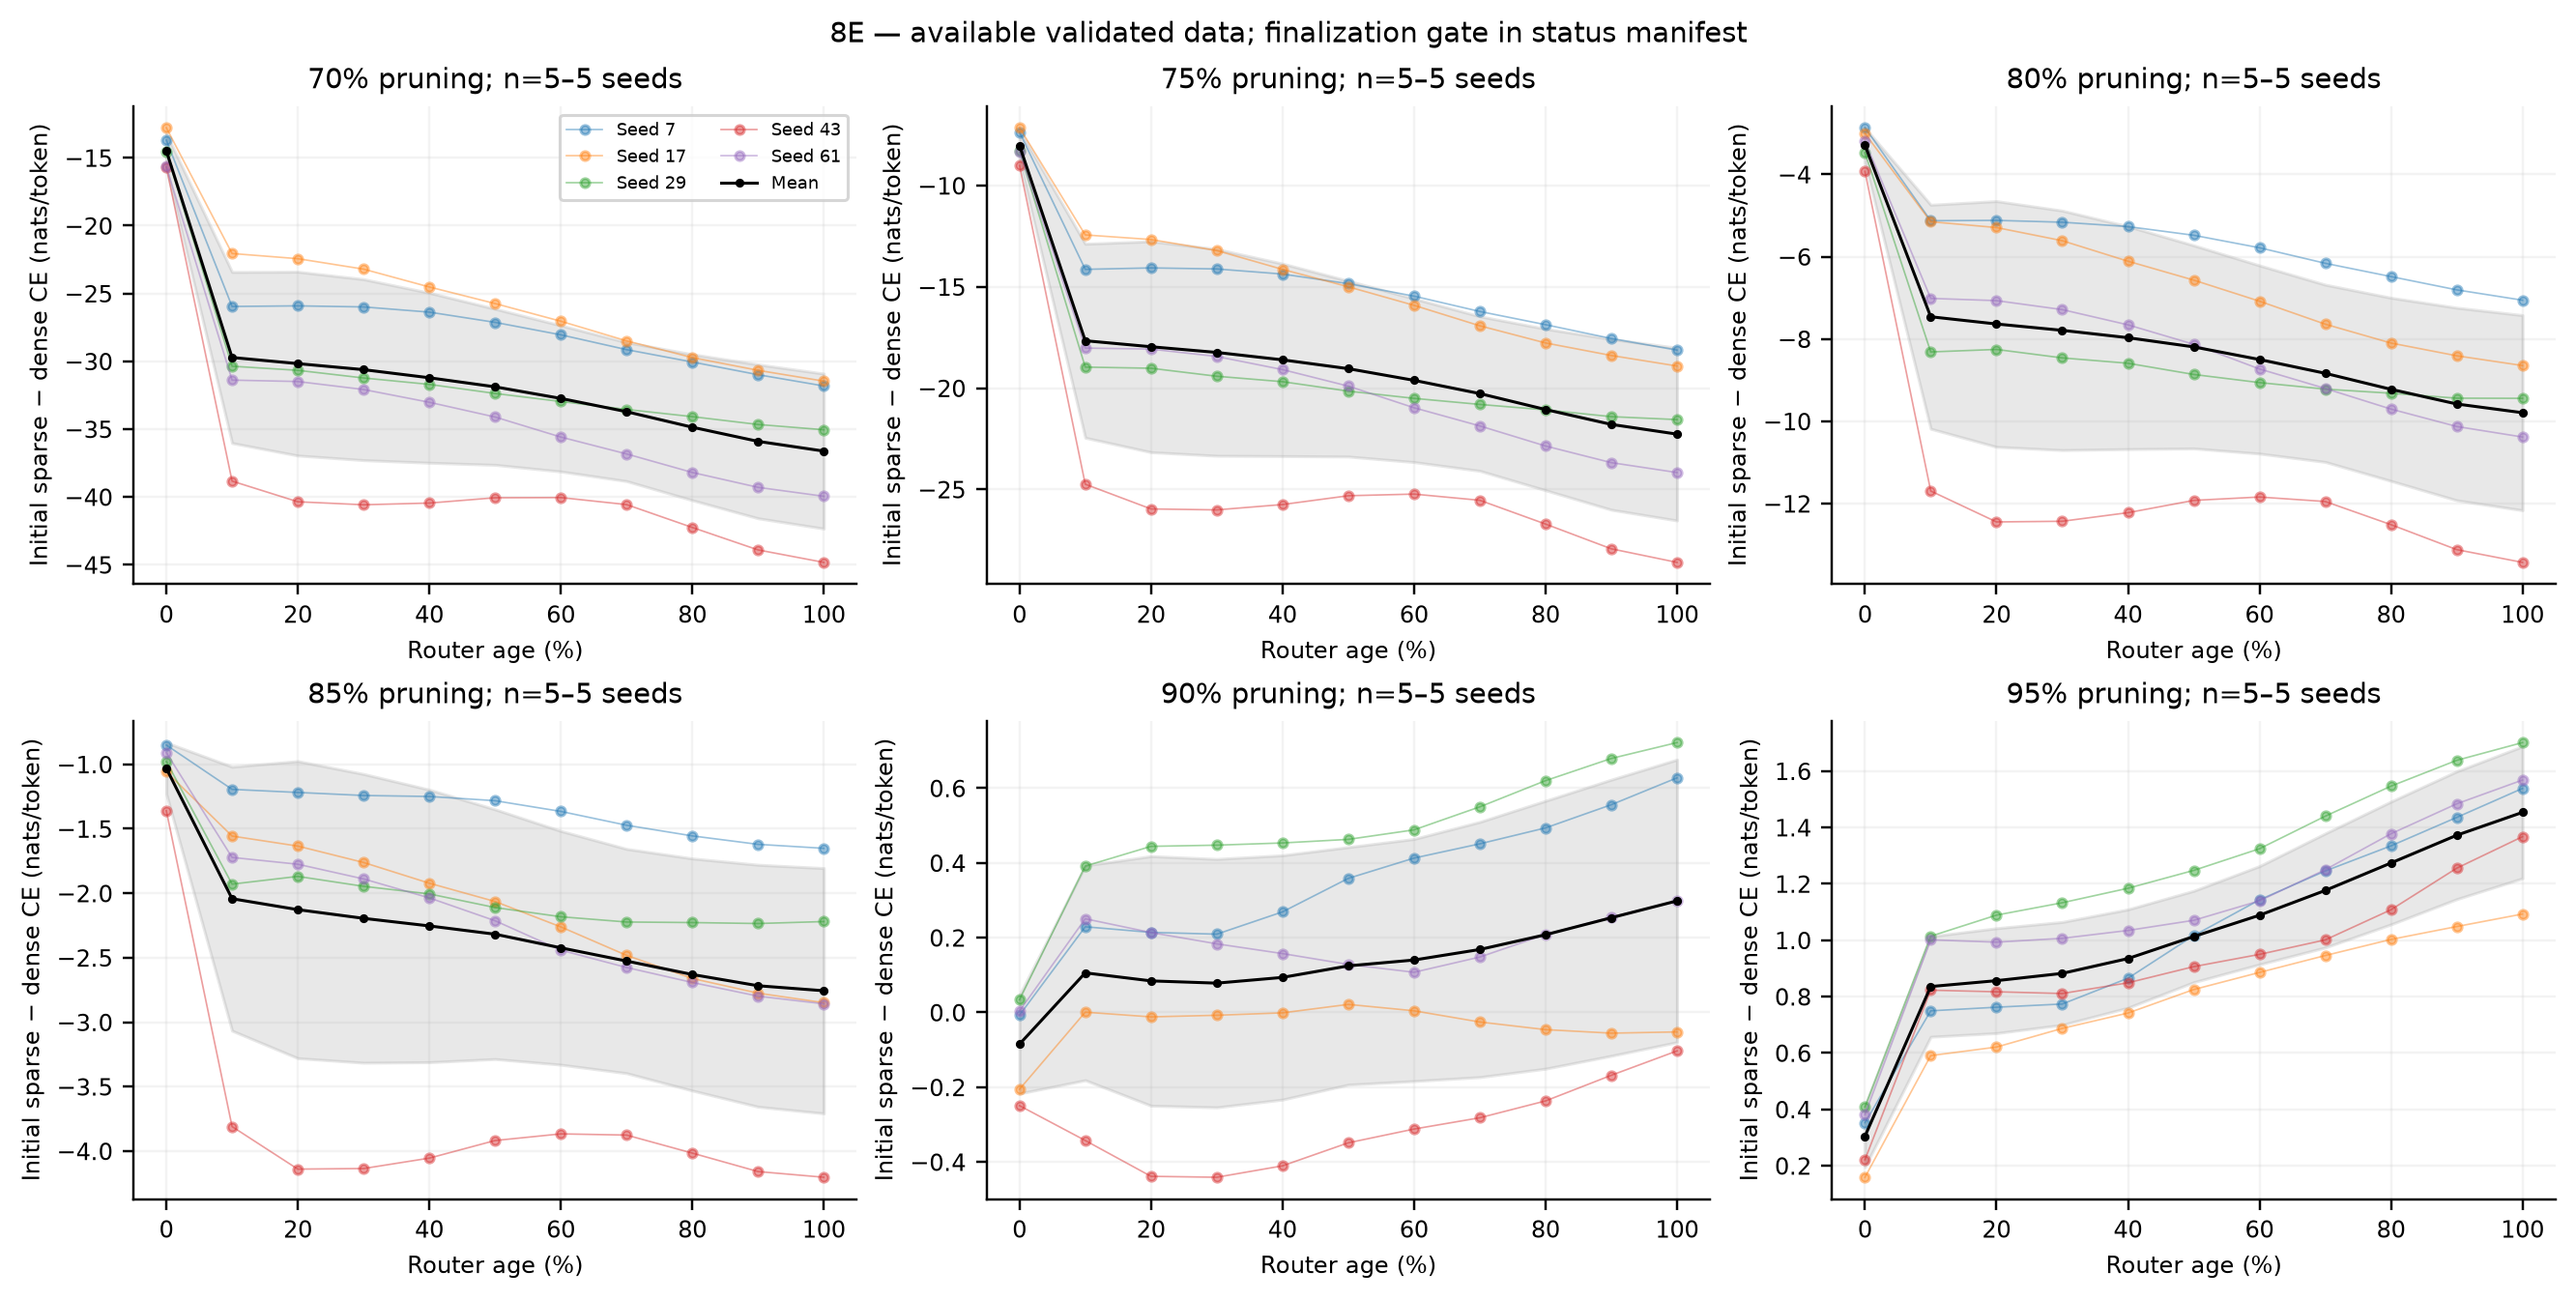 8E — available validated data; finalization gate in status manifest
70% pruning; n=5–5 seeds
Initial sparse − dense CE (nats/token)
−15
−20
−25
−30
−35
−40
−45
0 20 40 60 80 100
Router age (%)
Seed 7
Seed 17
Seed 29
Seed 43
Seed 61
Mean
75% pruning; n=5–5 seeds
Initial sparse − dense CE (nats/token)
−10
−15
−20
−25
0 20 40 60 80 100
Router age (%)
80% pruning; n=5–5 seeds
Initial sparse − dense CE (nats/token)
−4
−6
−8
−10
−12
0 20 40 60 80 100
Router age (%)
85% pruning; n=5–5 seeds
Initial sparse − dense CE (nats/token)
−1.0
−1.5
−2.0
−2.5
−3.0
−3.5
−4.0
0 20 40 60 80 100
Router age (%)
90% pruning; n=5–5 seeds
Initial sparse − dense CE (nats/token)
0.6
0.4
0.2
0.0
−0.2
−0.4
0 20 40 60 80 100
Router age (%)
95% pruning; n=5–5 seeds
Initial sparse − dense CE (nats/token)
1.6
1.4
1.2
1.0
0.8
0.6
0.4
0.2
0 20 40 60 80 100
Router age (%)